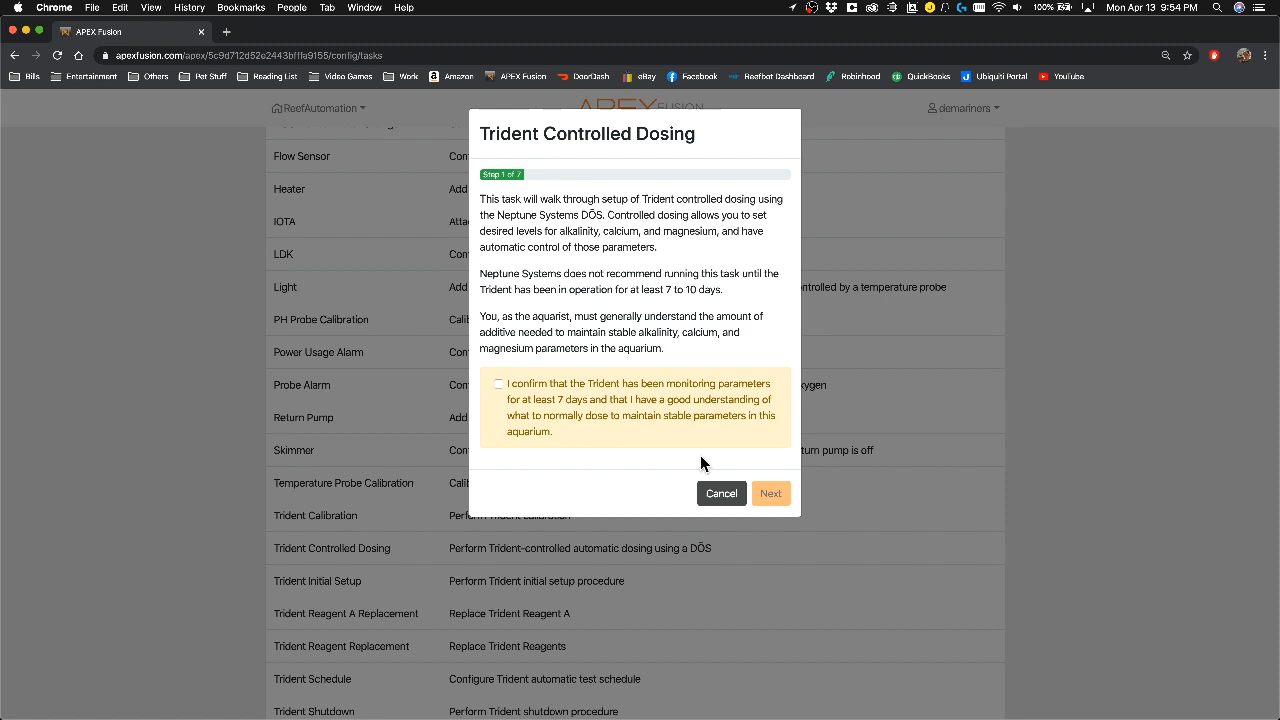 Chrome File Edit View History Bookmarks People Tab Window Help
100% Mon Apr 13 9:54 PM
APEX Fusion
apexfusion.com/apex/5c9d712d52e2443bfffa9155/config/tasks
Bills Entertainment Others Pet Stuff Reading List Video Games Work Amazon APEX Fusion DoorDash eBay Facebook Reefbot Dashboard Robinhood QuickBooks Ubiquiti Portal YouTube
ReefAutomation APEX FUSION demariners
Trident Controlled Dosing
Step 1 of 7
This task will walk through setup of Trident controlled dosing using
the Neptune Systems DŌS. Controlled dosing allows you to set
desired levels for alkalinity, calcium, and magnesium, and have
automatic control of those parameters.
Neptune Systems does not recommend running this task until the
Trident has been in operation for at least 7 to 10 days.
You, as the aquarist, must generally understand the amount of
additive needed to maintain stable alkalinity, calcium, and
magnesium parameters in the aquarium.
I confirm that the Trident has been monitoring parameters
for at least 7 days and that I have a good understanding of
what to normally dose to maintain stable parameters in this
aquarium.
Cancel Next
Flow Sensor
Heater Add
IOTA
LDK
Light Add ntrolled by a temperature probe
PH Probe Calibration
Power Usage Alarm
Probe Alarm
Return Pump Add
Skimmer turn pump is off
Temperature Probe Calibration
Trident Calibration Perform Trident calibration
Trident Controlled Dosing Perform Trident-controlled automatic dosing using a DŌS
Trident Initial Setup Perform Trident initial setup procedure
Trident Reagent A Replacement Replace Trident Reagent A
Trident Reagent Replacement Replace Trident Reagents
Trident Schedule Configure Trident automatic test schedule
Trident Shutdown Perform Trident shutdown procedure